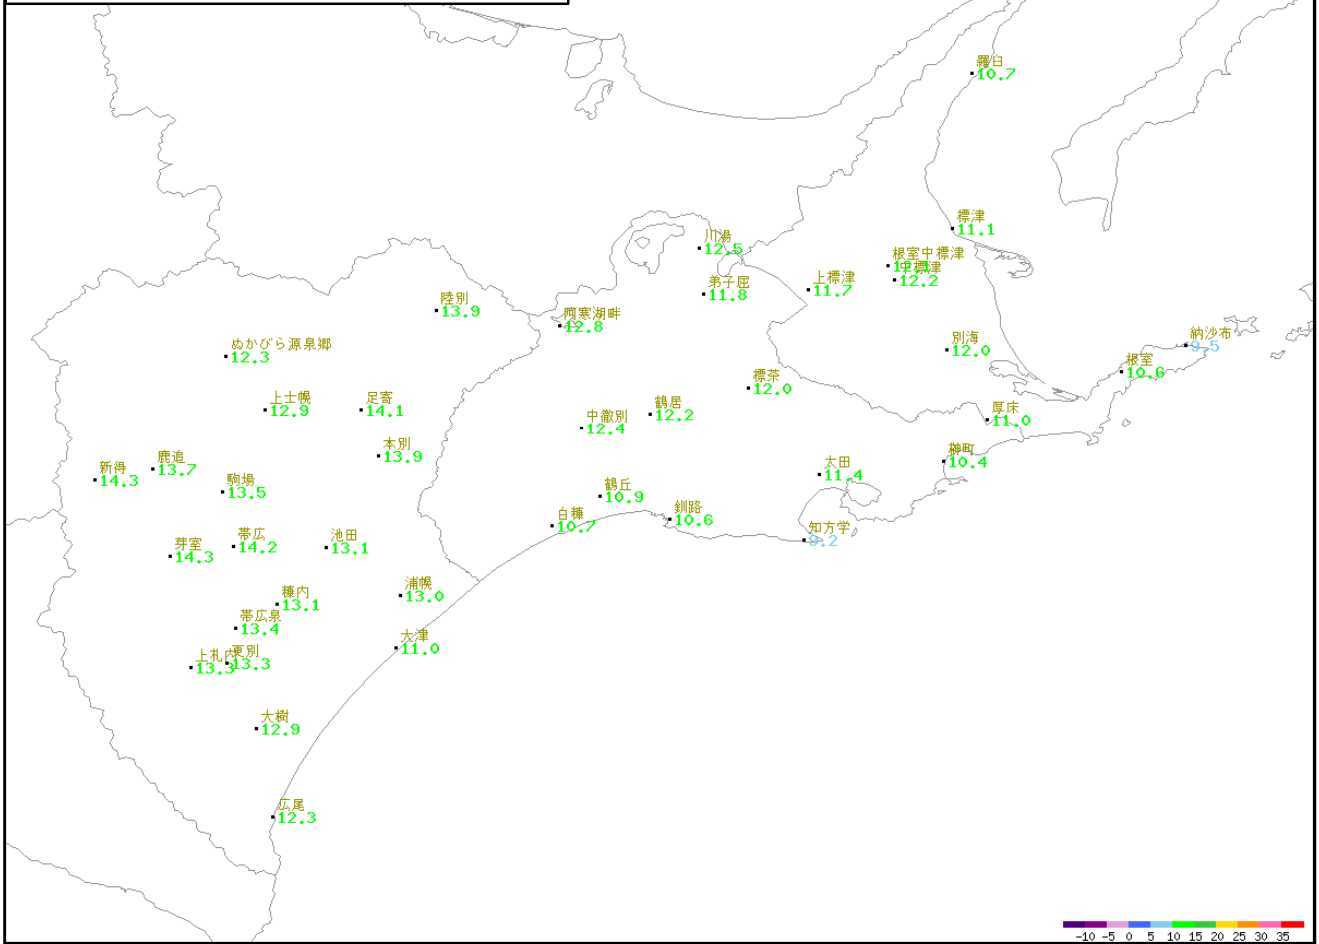 羅臼
10.7
標津
11.1
川湯
12.5
根室中標津
中標津
12.2
弟子屈
11.8
上標津
11.7
陸別
13.9
阿寒湖畔
12.8
納沙布
9.5
ぬかびら源泉郷
12.3
別海
12.0
根室
10.6
標茶
12.0
上士幌
12.9
足寄
14.1
鶴居
12.2
厚床
11.0
中徹別
12.4
本別
13.9
榊町
10.4
鹿追
13.7
新得
14.3
太田
11.4
駒場
13.5
鶴丘
10.9
釧路
10.6
白糠
10.7
知方学
9.2
帯広
14.2
池田
13.1
芽室
14.3
浦幌
13.0
糠内
13.1
帯広泉
13.4
大津
11.0
更別
13.3
上札内
13.3
大樹
12.9
広尾
12.3
-10 -5 0 5 10 15 20 25 30 35